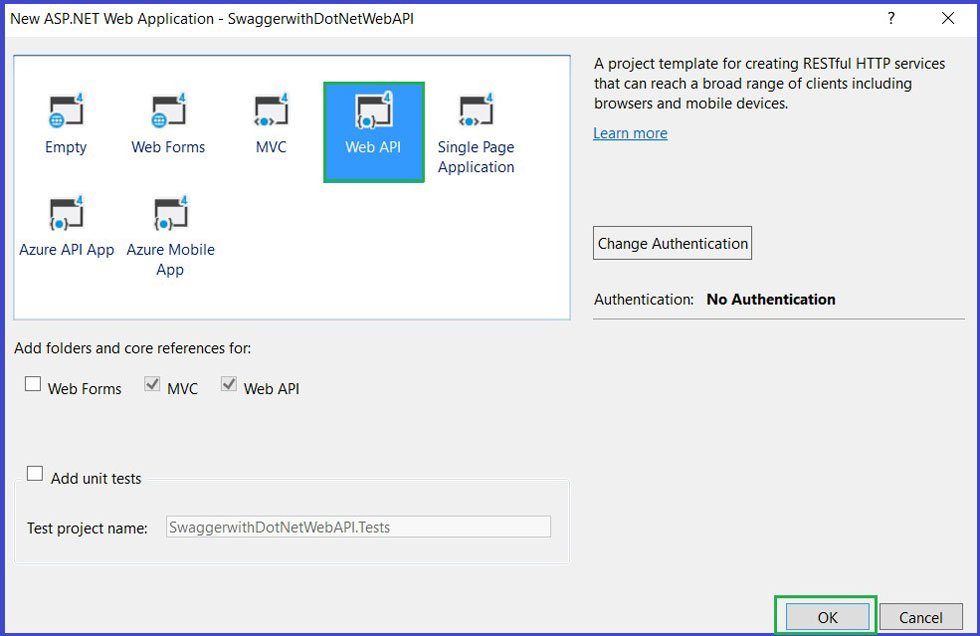 New ASP.NET Web Application - SwaggerwithDotNetWebAPI
?
A project template for creating RESTful HTTP services
that can reach a broad range of clients including
browsers and mobile devices.
Learn more
4
4
4
4
4
Empty
Web Forms
MVC
Web API
Single Page
Application
4
4
Azure API App
Azure Mobile
App
Change Authentication
Authentication: No Authentication
Add folders and core references for:
Web Forms
MVC
Web API
Add unit tests
Test project name: SwaggerwithDotNetWebAPI.Tests
OK
Cancel